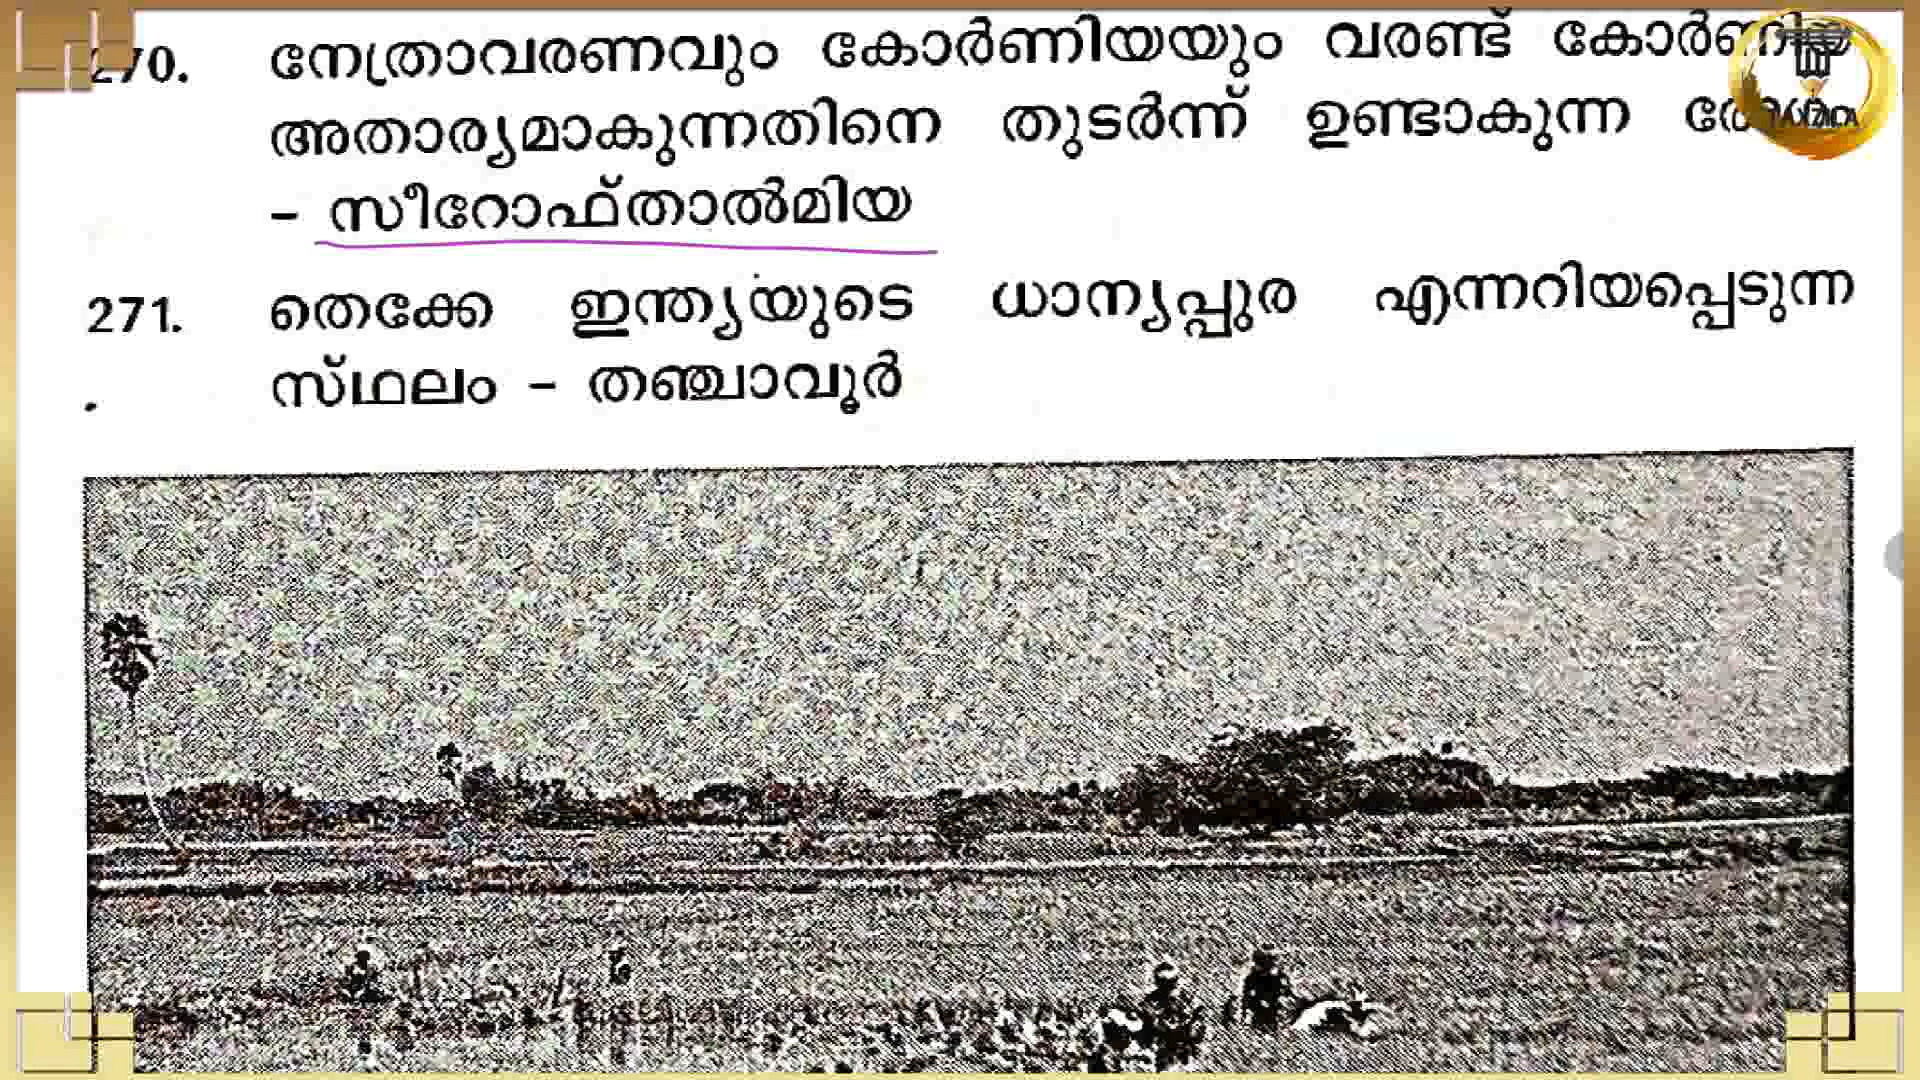 270. നേത്രാവരണവും കോർണിയയും വരണ്ട് കോർണിയ
അതാര്യമാകുന്നതിനെ തുടർന്ന് ഉണ്ടാകുന്ന
– സീറോഫ്താൽമിയ
271. തെക്കേ ഇന്ത്യയുടെ ധാന്യപ്പുര എന്നറിയപ്പെടുന്ന
സ്ഥലം – തഞ്ചാവൂർ